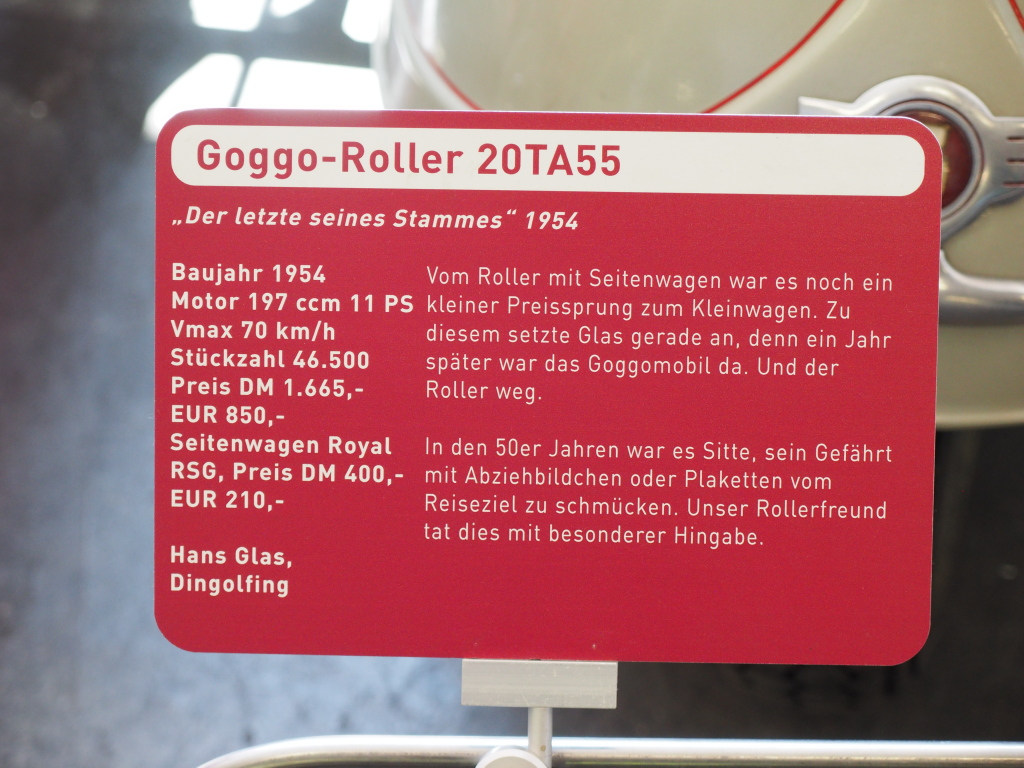 Goggo-Roller 20TA55
„Der letzte seines Stammes“ 1954
Baujahr 1954
Motor 197 ccm 11 PS
Vmax 70 km/h
Stückzahl 46.500
Preis DM 1.665,-
EUR 850,-
Seitenwagen Royal
RSG, Preis DM 400,-
EUR 210,-
Hans Glas,
Dingolfing
Vom Roller mit Seitenwagen war es noch ein
kleiner Preissprung zum Kleinwagen. Zu
diesem setzte Glas gerade an, denn ein Jahr
später war das Goggomobil da. Und der
Roller weg.
In den 50er Jahren war es Sitte, sein Gefährt
mit Abziehbildchen oder Plaketten vom
Reiseziel zu schmücken. Unser Rollerfreund
tat dies mit besonderer Hingabe.